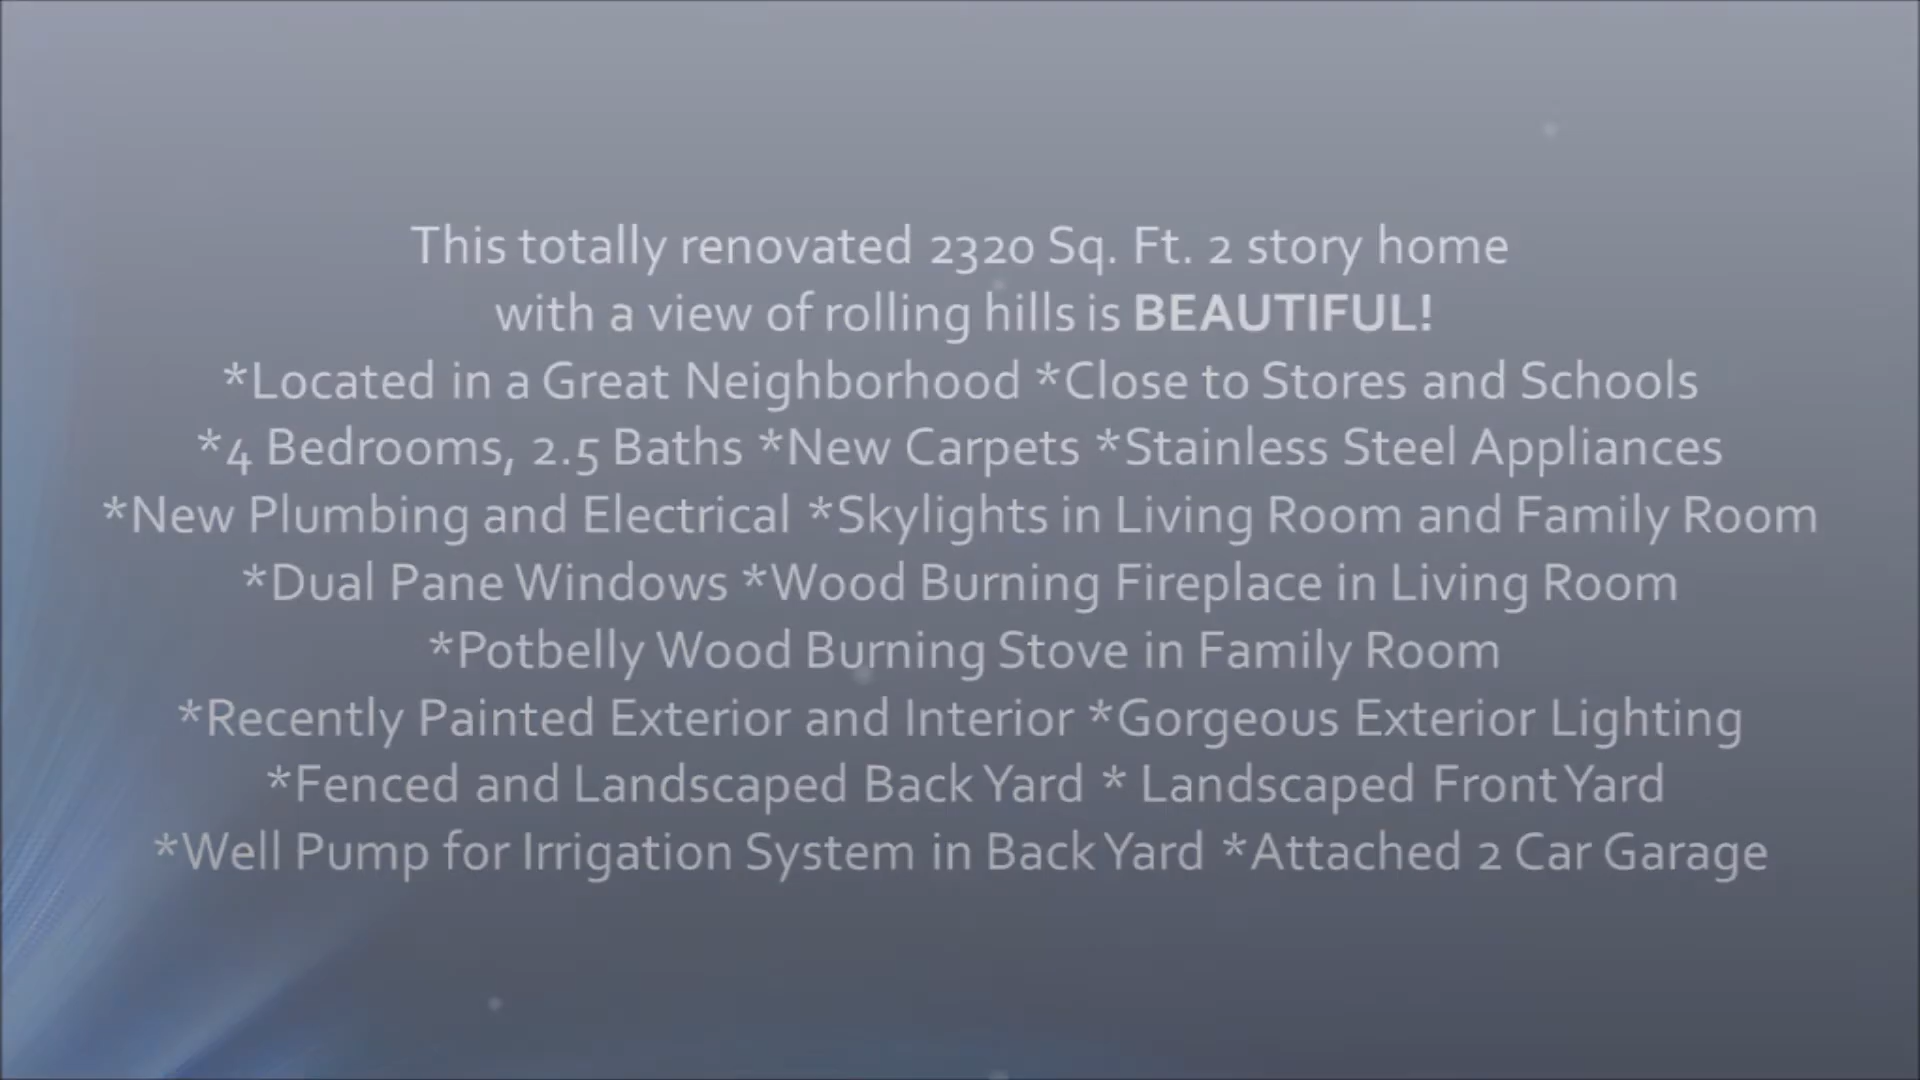 This totally renovated 2320 Sq. Ft. 2 story home
with a view of rolling hills is BEAUTIFUL!
*Located in a Great Neighborhood *Close to Stores and Schools
*4 Bedrooms, 2.5 Baths *New Carpets *Stainless Steel Appliances
*New Plumbing and Electrical *Skylights in Living Room and Family Room
*Dual Pane Windows *Wood Burning Fireplace in Living Room
*Potbelly Wood Burning Stove in Family Room
*Recently Painted Exterior and Interior *Gorgeous Exterior Lighting
*Fenced and Landscaped Back Yard * Landscaped Front Yard
*Well Pump for Irrigation System in Back Yard *Attached 2 Car Garage